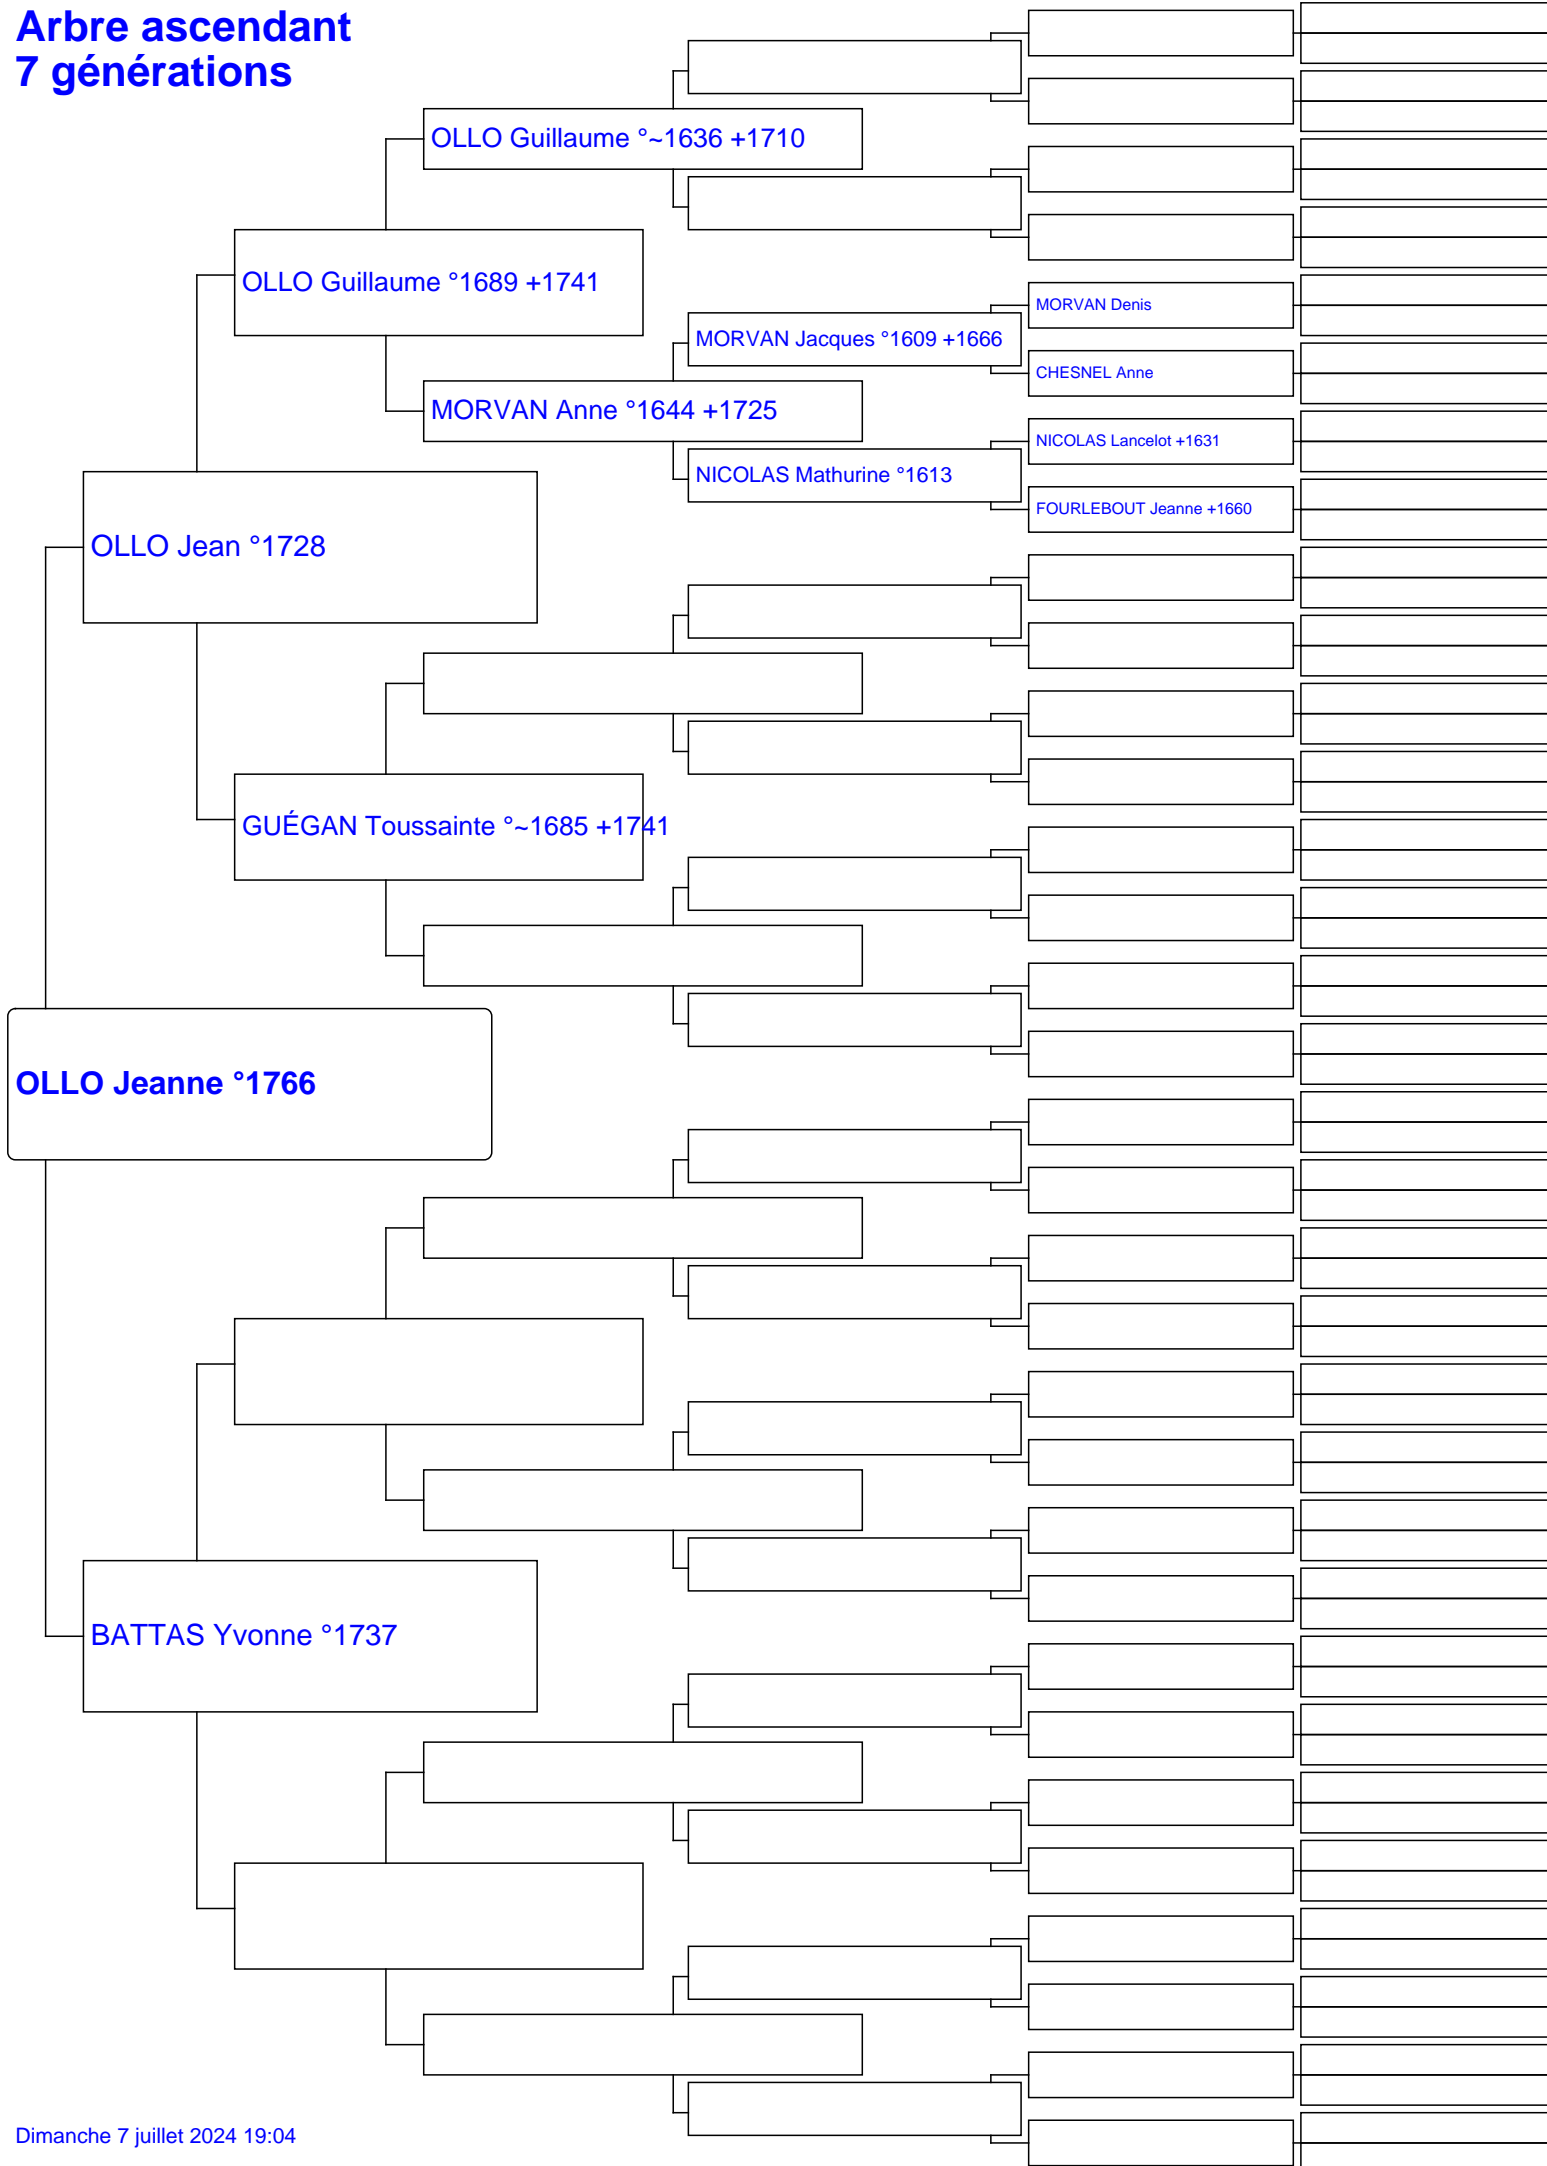 Arbre ascendant
7 générations
OLLO Guillaume °~1636 +1710
OLLO Guillaume °1689 +1741
MORVAN Denis
MORVAN Jacques °1609 +1666
CHESNEL Anne
MORVAN Anne °1644 +1725
NICOLAS Lancelot +1631
NICOLAS Mathurine °1613
FOURLEBOUT Jeanne +1660
OLLO Jean °1728
GUÉGAN Toussainte °~1685 +1741
OLLO Jeanne °1766
BATTAS Yvonne °1737
Dimanche 7 juillet 2024 19:04